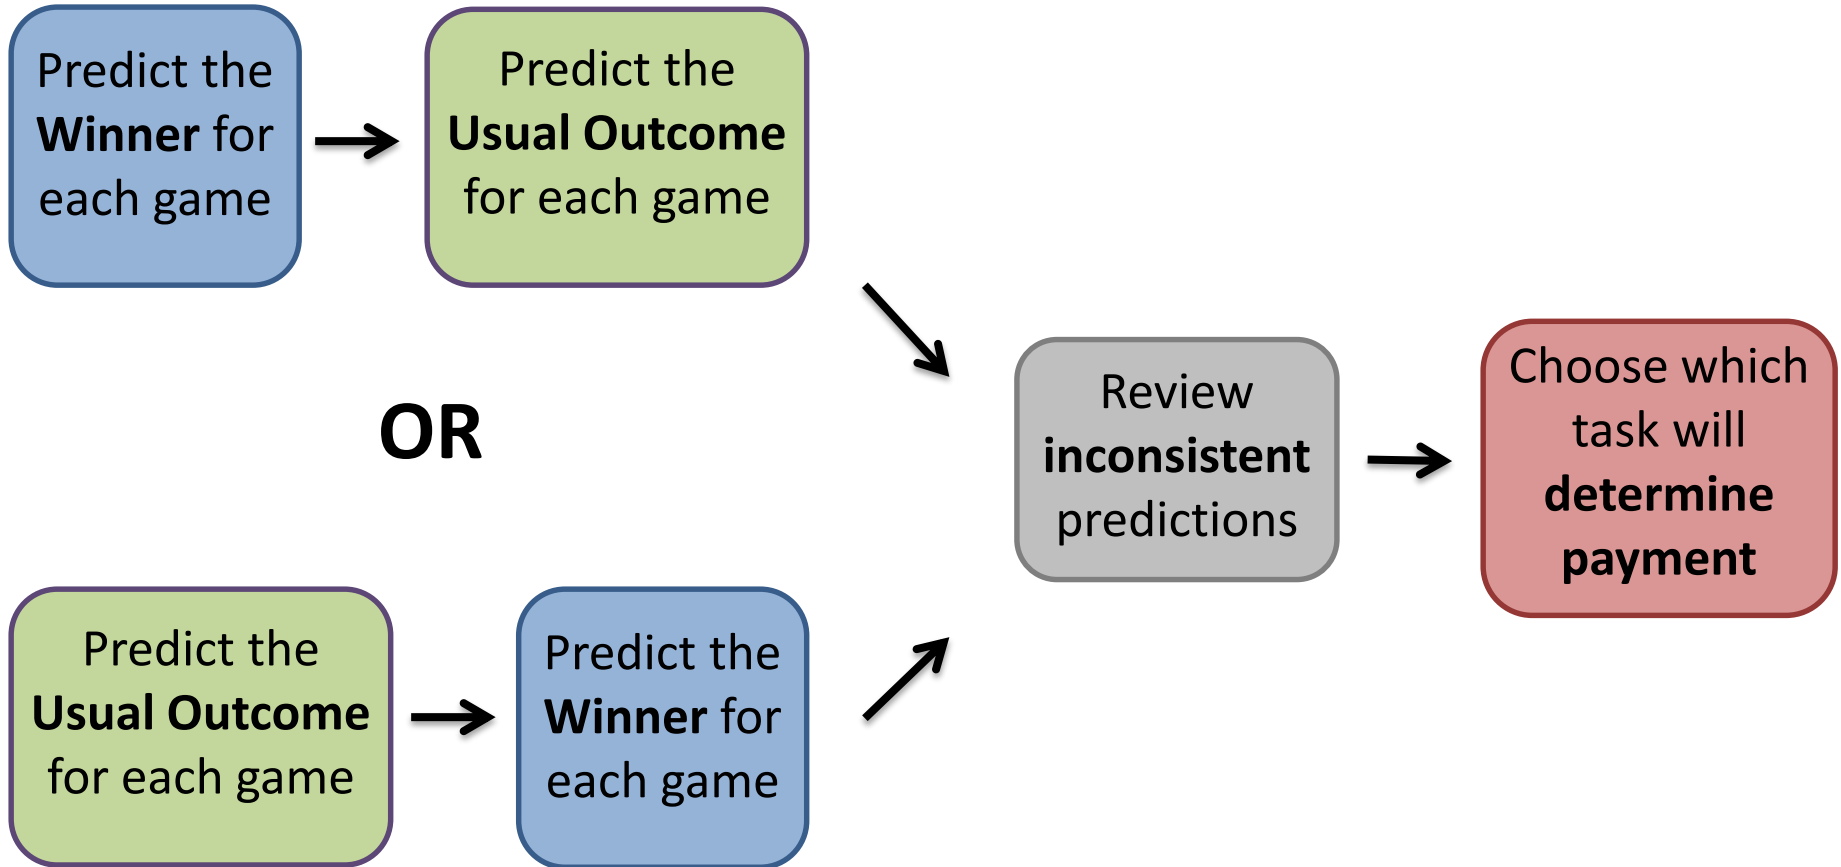 Predict the
Winner for
each game
Predict the
Usual Outcome
for each game
OR
Predict the
Usual Outcome
for each game
Predict the
Winner for
each game
Review
inconsistent
predictions
Choose which
task will
determine
payment